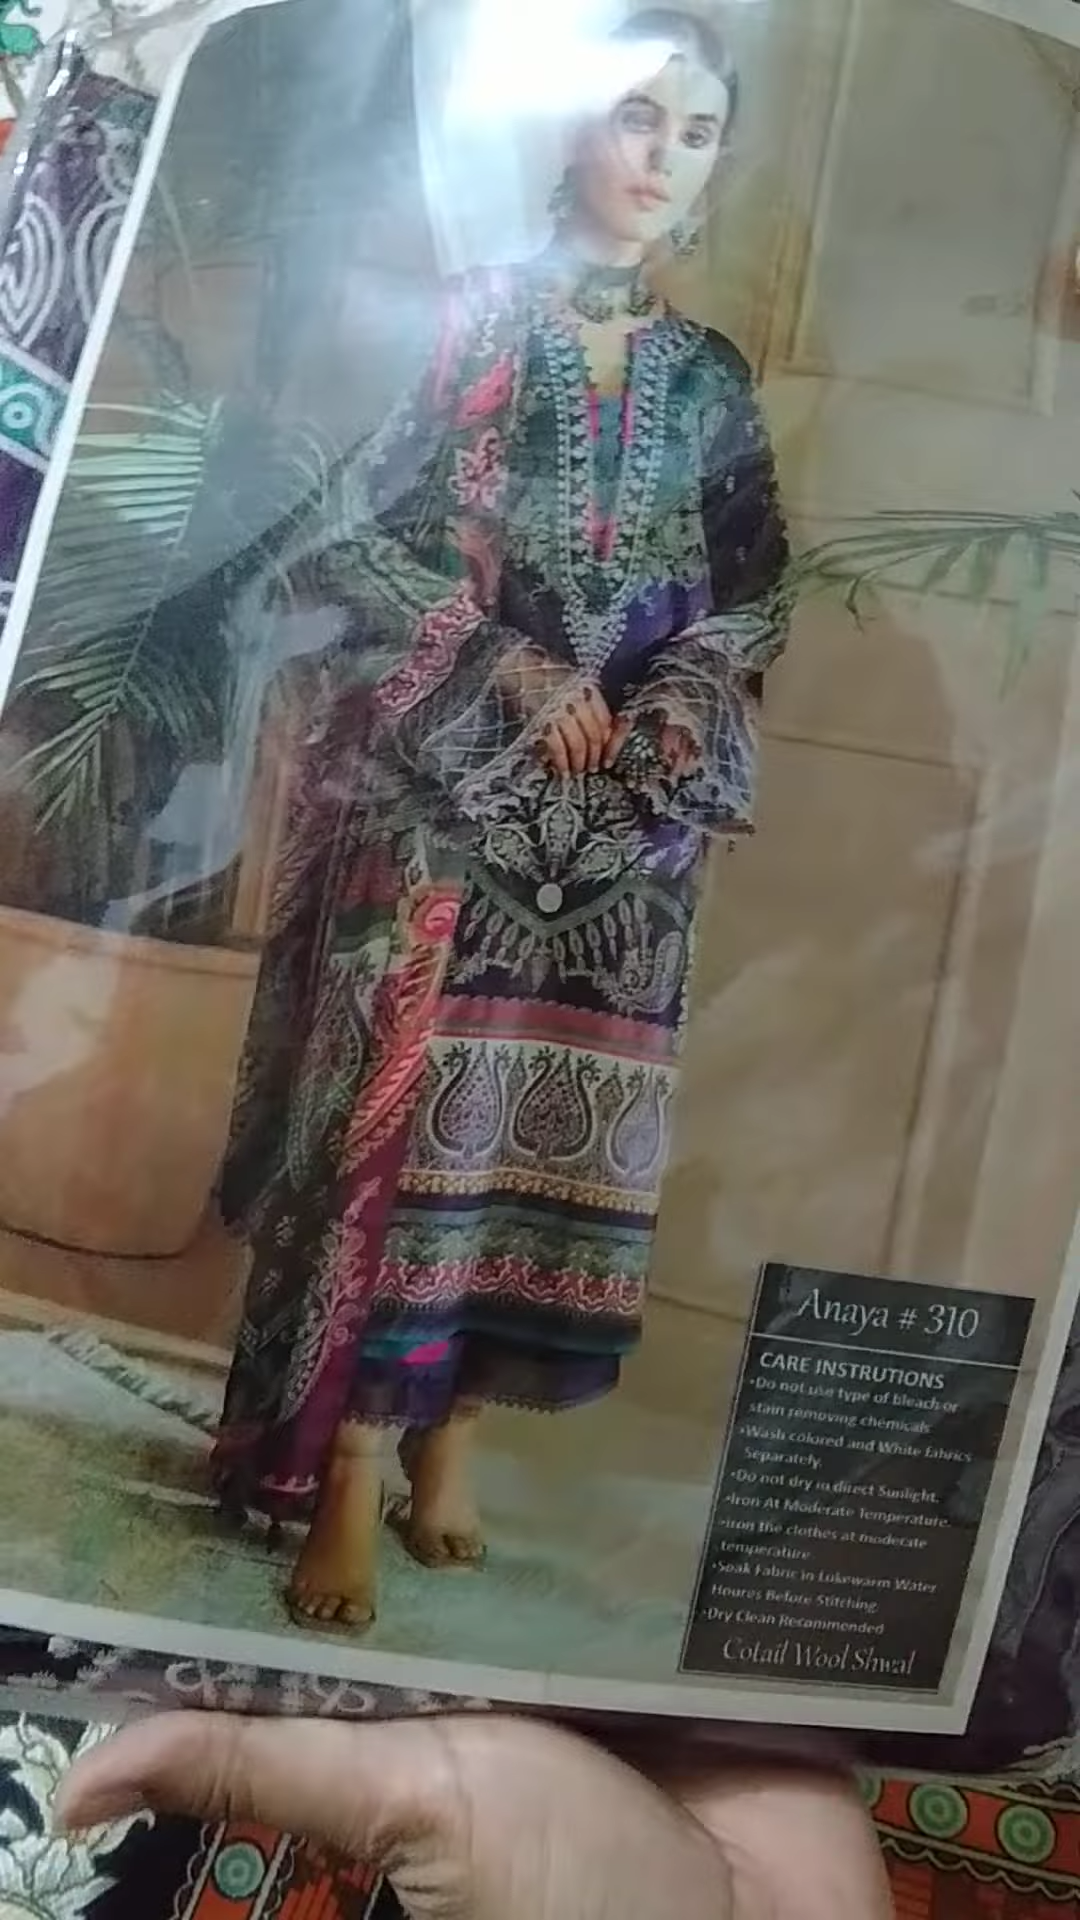 Anaya # 310
CARE INSTRUTIONS
•Do not use type of bleach or
stain removing chemicals
•Wash colored and White fabrics
Separately.
•Do not dry in direct Sunlight.
•Iron At Moderate Temperature.
•iron the clothes at moderate
temperature
•Soak Fabric in Lukewarm Water
Houres Before Stitching.
•Dry Clean Recommended
Cotail Wool Shwal